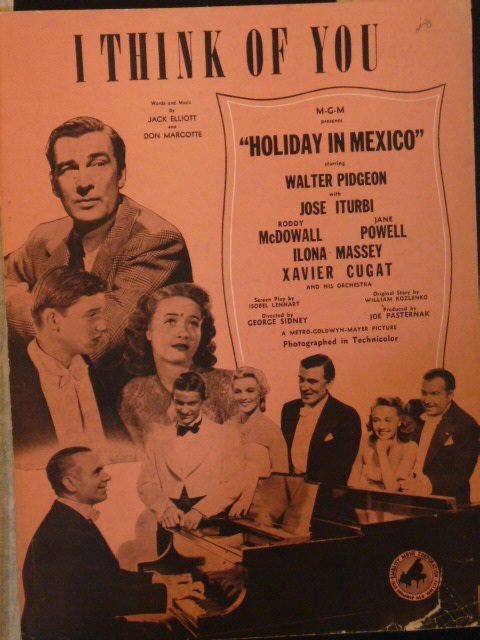 I THINK OF YOU
Words and Music
by
JACK ELLIOTT
and
DON MARCOTTE
M-G-M
presents
"HOLIDAY IN MEXICO"
starring
WALTER PIDGEON
with
JOSE ITURBI
RODDY McDOWALL
JANE POWELL
ILONA MASSEY
XAVIER CUGAT
AND HIS ORCHESTRA
Screen Play by
ISOBEL LENNART
Original Story by
WILLIAM KOZLENKO
Directed by
GEORGE SIDNEY
Produced by
JOE PASTERNAK
A METRO-GOLDWYN-MAYER PICTURE
Photographed in Technicolor